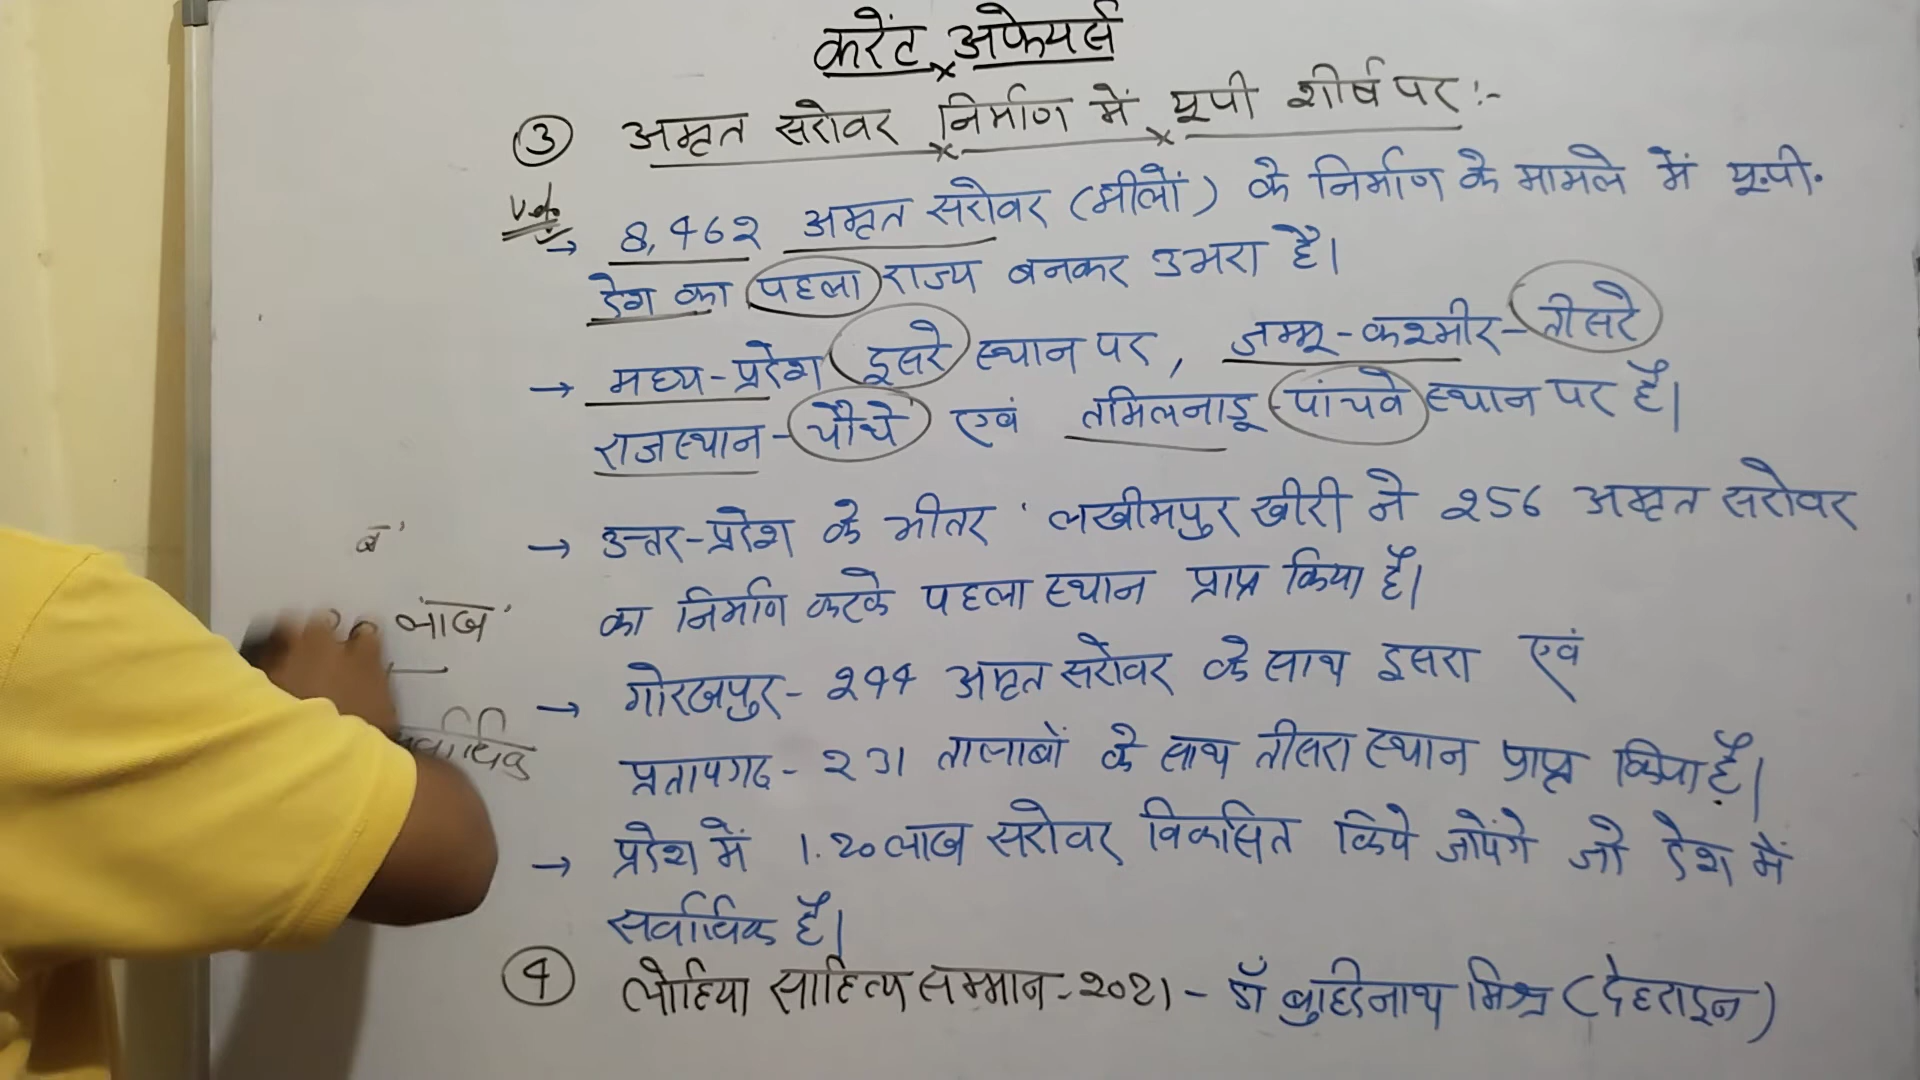 करेंट अफेयर्स
③ अमृत सरोवर निर्माण में यूपी शीर्ष पर :-
→ 8,462 अमृत सरोवर (झीलों) के निर्माण के मामले में यू.पी.
देश का पहला राज्य बनकर उभरा है।
→ मध्य-प्रदेश दूसरे स्थान पर, जम्मू-कश्मीर-तीसरे
राजस्थान-चौथे एवं तमिलनाडू पांचवे स्थान पर है।
→ उत्तर-प्रदेश के भीतर लखीमपुर खीरी ने 256 अमृत सरोवर
का निर्माण करके पहला स्थान प्राप्त किया है।
→ गोरखपुर- 244 अमृत सरोवर के साथ दूसरा एवं
प्रतापगढ- 231 तालाबों के साथ तीसरा स्थान प्राप्त किया है।
→ प्रदेश में 1.20 लाख सरोवर विकसित किये जायेंगे जो देश में
सर्वाधिक है।
④ लोहिया साहित्य सम्मान-2021 - डॉ बुद्धिनाथ मिश्र (देहरादून)
लाख